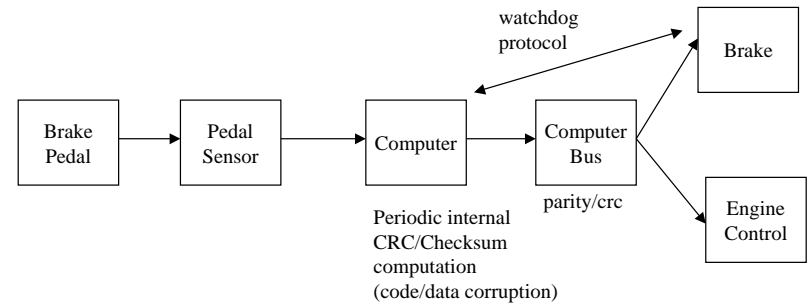 watchdog
protocol
Brake
Brake
Pedal
Pedal
Sensor
Computer
Computer
Bus
parity/crc
Engine
Control
Periodic internal
CRC/Checksum
computation
(code/data corruption)